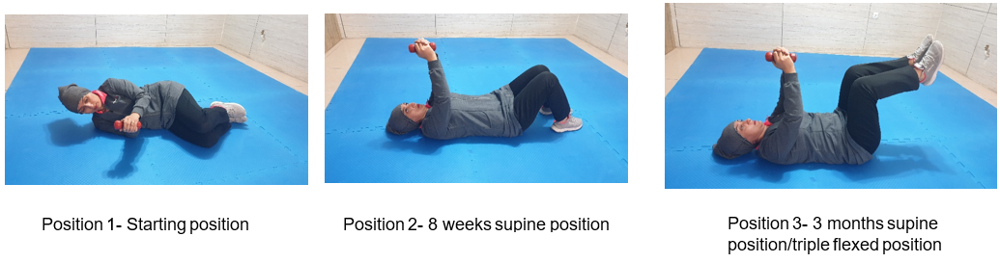 Position 1- Starting position
Position 2- 8 weeks supine position
Position 3- 3 months supine
position/triple flexed position